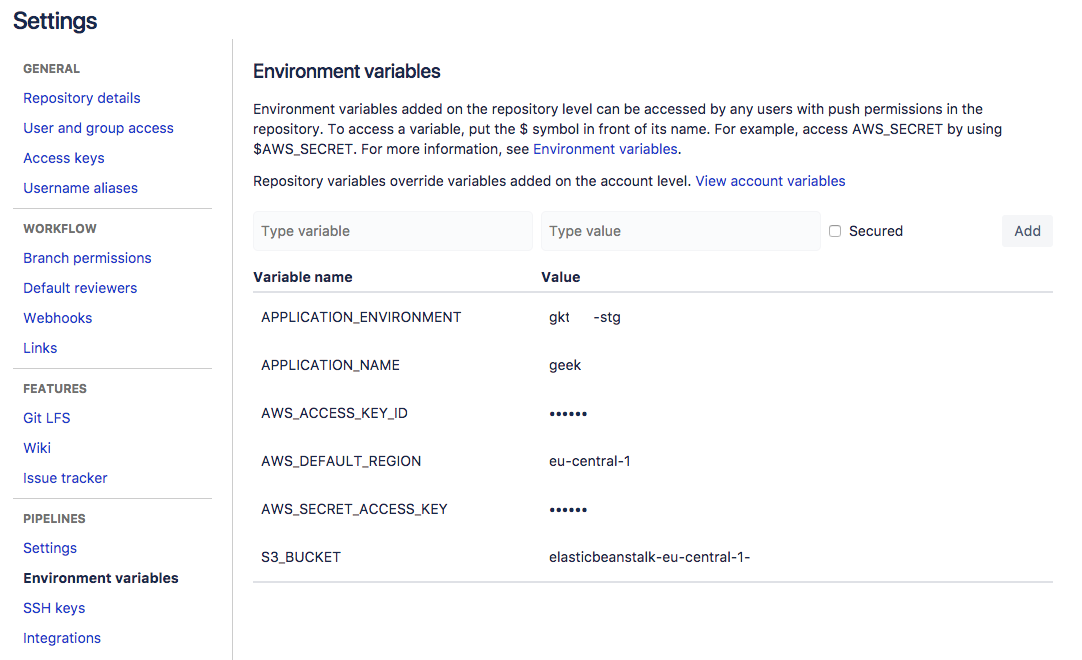 Settings
GENERAL
Repository details
User and group access
Access keys
Username aliases
WORKFLOW
Branch permissions
Default reviewers
Webhooks
Links
FEATURES
Git LFS
Wiki
Issue tracker
PIPELINES
Settings
Environment variables
SSH keys
Integrations
Environment variables
Environment variables added on the repository level can be accessed by any users with push permissions in the
repository. To access a variable, put the $ symbol in front of its name. For example, access AWS_SECRET by using
$AWS_SECRET. For more information, see Environment variables.
Repository variables override variables added on the account level. View account variables
Type variable Type value Secured Add
Variable name Value
APPLICATION_ENVIRONMENT gkt -stg
APPLICATION_NAME geek
AWS_ACCESS_KEY_ID ••••••
AWS_DEFAULT_REGION eu-central-1
AWS_SECRET_ACCESS_KEY ••••••
S3_BUCKET elasticbeanstalk-eu-central-1-